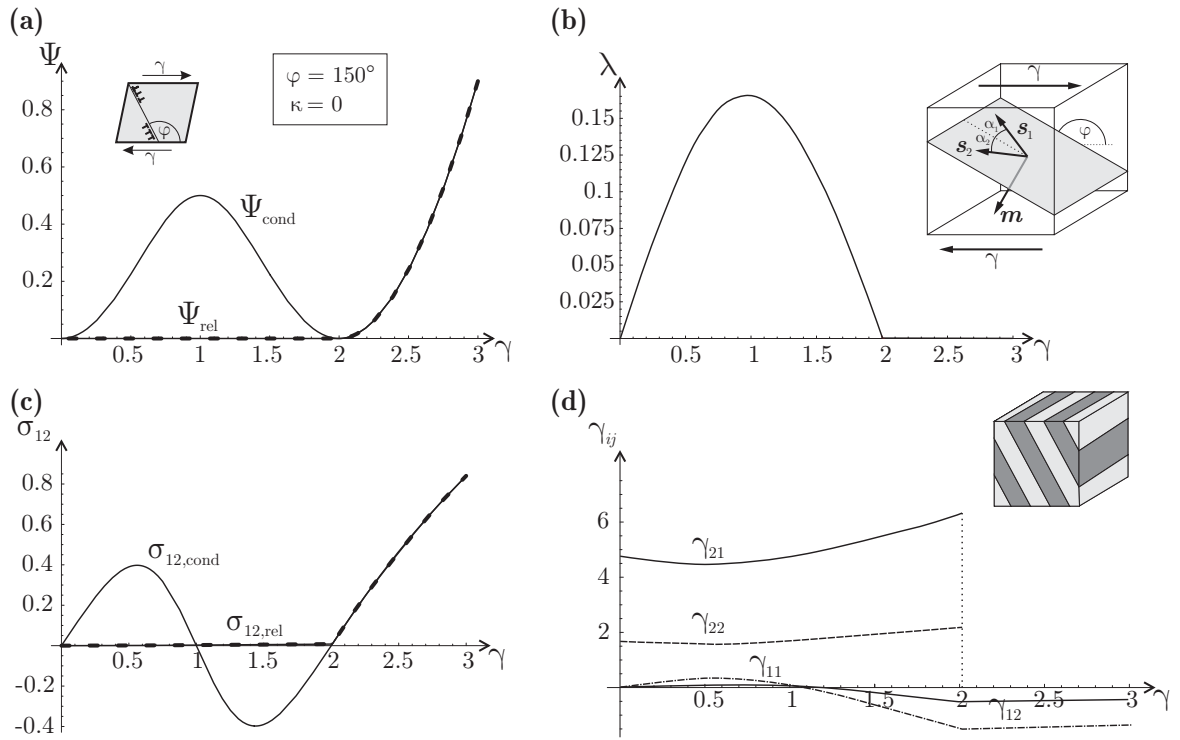 (a)
Ψ
γ
φ
γ
φ = 150°
κ = 0
0.8
0.6
0.4
0.2
Ψcond
Ψrel
0.5 1 1.5 2 2.5 3 γ
(b)
λ
0.15
0.125
0.1
0.075
0.05
0.025
0.5 1 1.5 2 2.5 3 γ
γ
α1
s1
α2
s2
φ
m
γ
(c)
σ12
0.8
0.6
0.4
0.2
-0.2
-0.4
σ12,cond
σ12,rel
0.5 1 1.5 2 2.5 3 γ
(d)
γij
6
4
2
γ21
γ22
γ11
γ12
0.5 1 1.5 2 2.5 3 γ